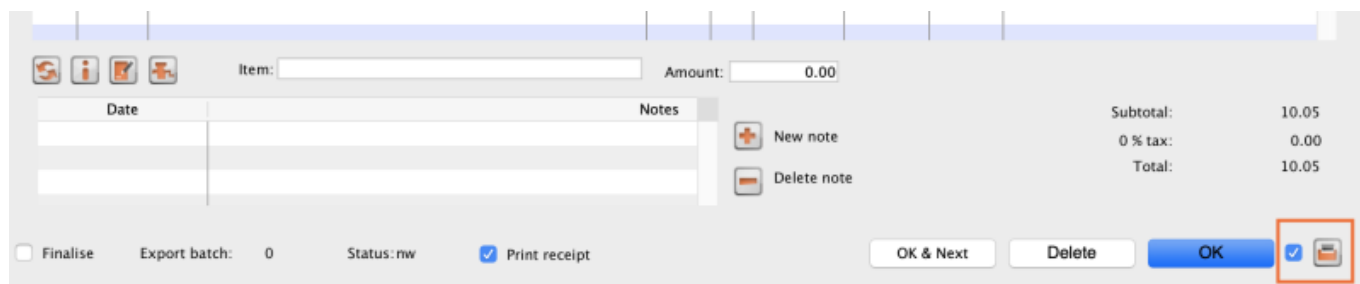 Item:
Amount: 0.00
Date Notes
Subtotal: 10.05
New note
0 % tax: 0.00
Total: 10.05
Delete note
Finalise Export batch: 0 Status: nw Print receipt OK & Next Delete OK